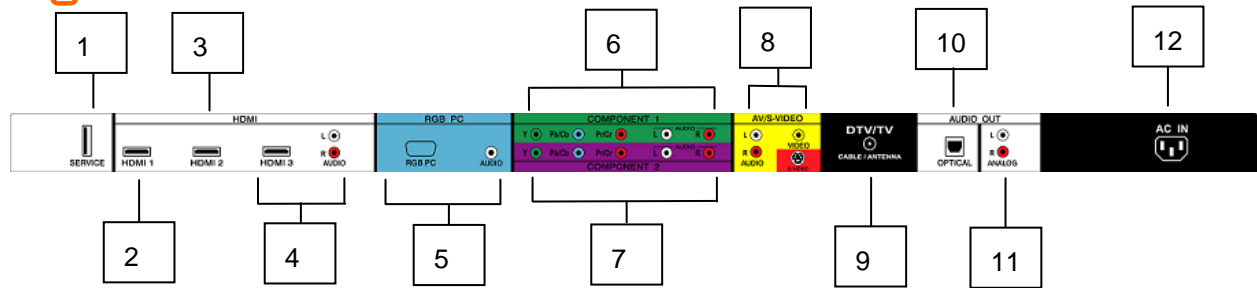 1 3 6 8 10 12
HDMI RGB PC COMPONENT 1 AV/S-VIDEO AUDIO OUT
SERVICE HDMI 1 HDMI 2 HDMI 3 L R AUDIO
RGB PC AUDIO
Y Pb/Cb Pr/Cr L AUDIO R
Y Pb/Cb Pr/Cr L AUDIO R
COMPONENT 2
L R AUDIO VIDEO S-VIDEO
DTV/TV
CABLE / ANTENNA
OPTICAL L R ANALOG
AC IN
2 4 5 7 9 11